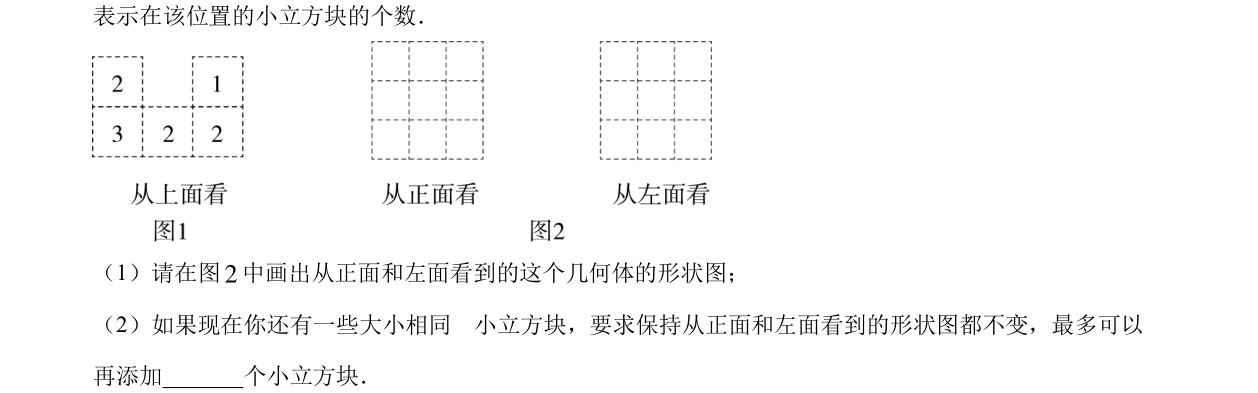 表示在该位置的小立方块的个数．
2 1
3 2 2
从上面看 从正面看 从左面看
图1 图2
（1）请在图2中画出从正面和左面看到的这个几何体的形状图；
（2）如果现在你还有一些大小相同 小立方块，要求保持从正面和左面看到的形状图都不变，最多可以
再添加_______个小立方块．